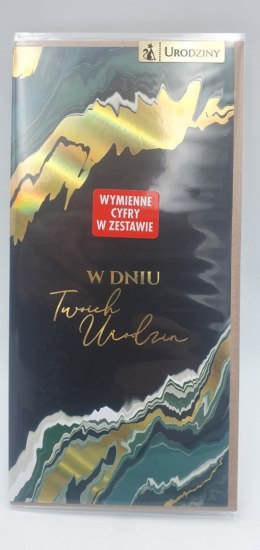 URODZINY
WYMIENNE
CYFRY
W ZESTAWIE
W DNIU
Twoich
Urodzin